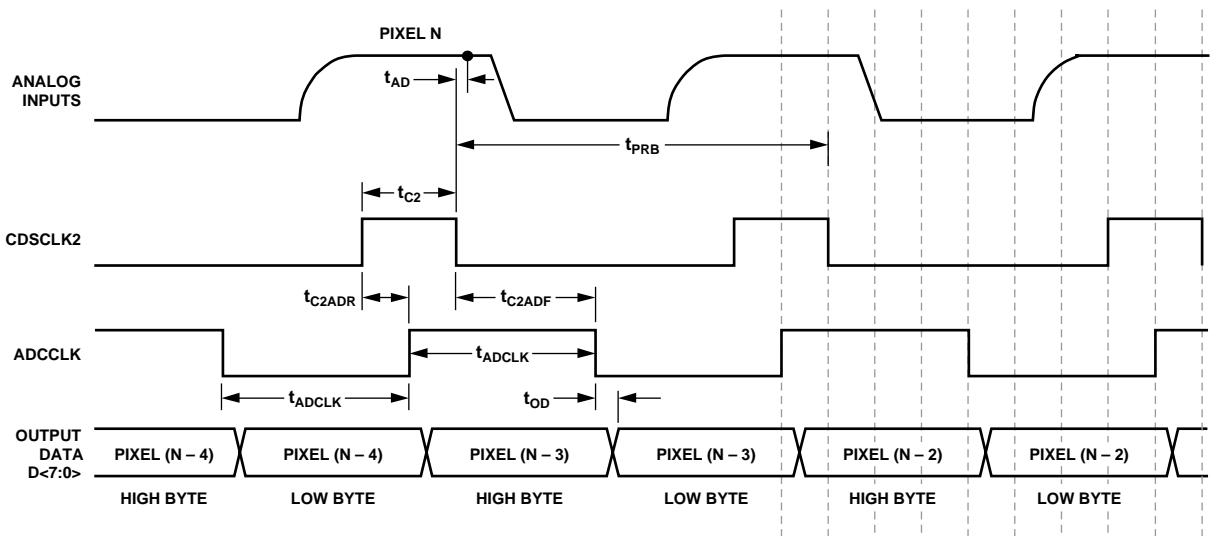 PIXEL N
ANALOG
INPUTS
tAD
tPRB
tC2
CDSCLK2
tC2ADR
tC2ADF
ADCCLK
tADCLK
tADCLK
tOD
OUTPUT
DATA
D<7:0>
PIXEL (N – 4)
PIXEL (N – 4)
PIXEL (N – 3)
PIXEL (N – 3)
PIXEL (N – 2)
PIXEL (N – 2)
HIGH BYTE
LOW BYTE
HIGH BYTE
LOW BYTE
HIGH BYTE
LOW BYTE